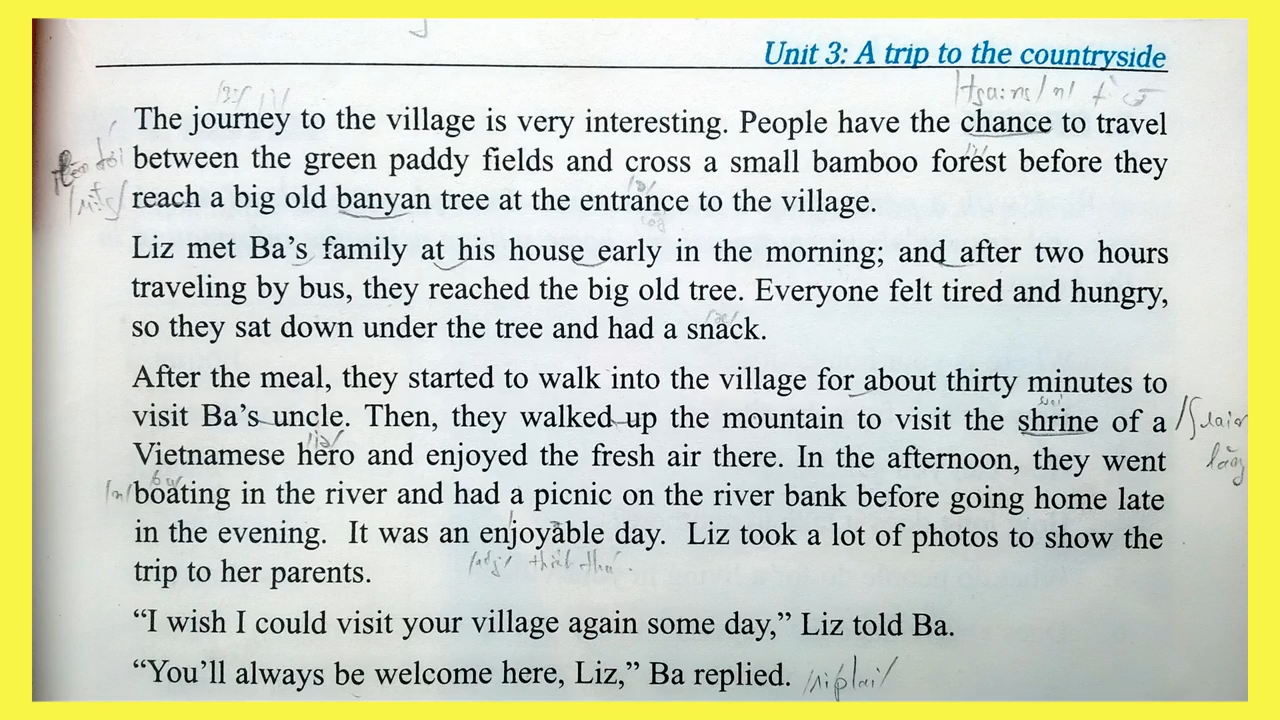 Unit 3: A trip to the countryside
The journey to the village is very interesting. People have the chance to travel
between the green paddy fields and cross a small bamboo forest before they
reach a big old banyan tree at the entrance to the village.
Liz met Ba’s family at his house early in the morning; and after two hours
traveling by bus, they reached the big old tree. Everyone felt tired and hungry,
so they sat down under the tree and had a snack.
After the meal, they started to walk into the village for about thirty minutes to
visit Ba’s uncle. Then, they walked up the mountain to visit the shrine of a
Vietnamese hero and enjoyed the fresh air there. In the afternoon, they went
boating in the river and had a picnic on the river bank before going home late
in the evening. It was an enjoyable day. Liz took a lot of photos to show the
trip to her parents.
“I wish I could visit your village again some day,” Liz told Ba.
“You’ll always be welcome here, Liz,” Ba replied.